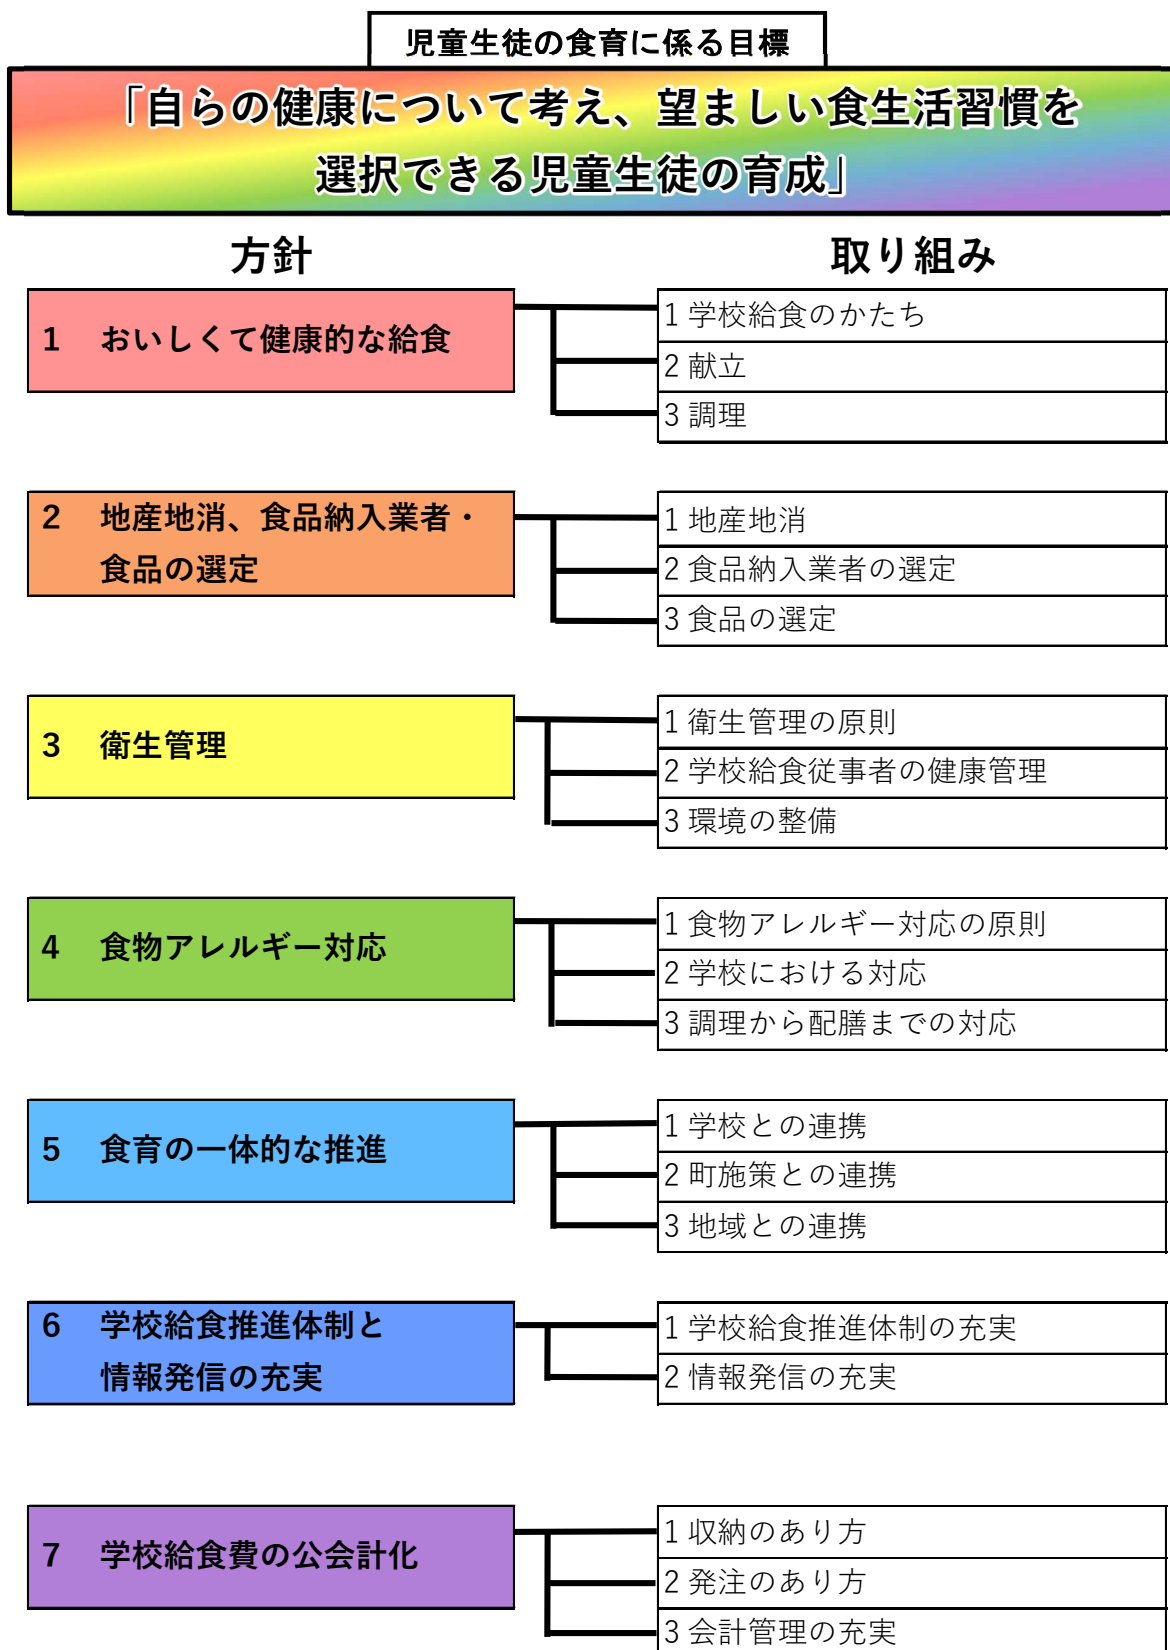 児童生徒の食育に係る目標
「自らの健康について考え、望ましい食生活習慣を
選択できる児童生徒の育成」
方針
取り組み
1 おいしくて健康的な給食
1 学校給食のかたち
2 献立
3 調理
2 地産地消、食品納入業者・
食品の選定
1 地産地消
2 食品納入業者の選定
3 食品の選定
3 衛生管理
1 衛生管理の原則
2 学校給食従事者の健康管理
3 環境の整備
4 食物アレルギー対応
1 食物アレルギー対応の原則
2 学校における対応
3 調理から配膳までの対応
5 食育の一体的な推進
1 学校との連携
2 町施策との連携
3 地域との連携
6 学校給食推進体制と
情報発信の充実
1 学校給食推進体制の充実
2 情報発信の充実
7 学校給食費の公会計化
1 収納のあり方
2 発注のあり方
3 会計管理の充実